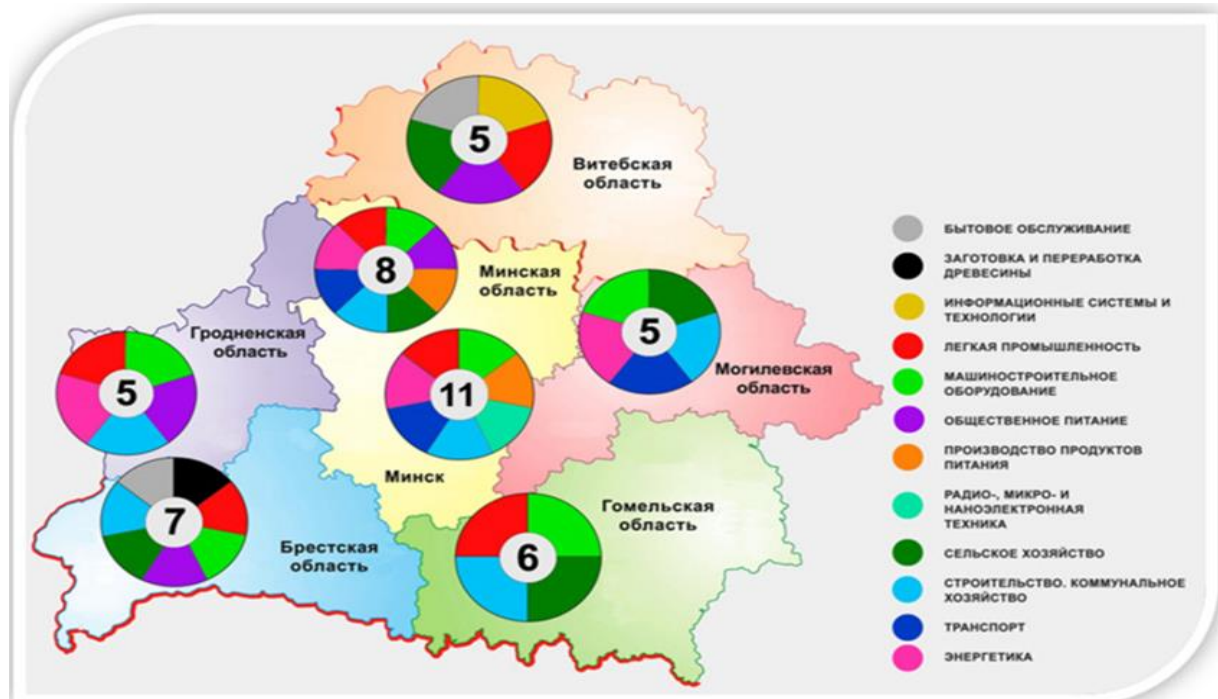 5
Витебская
область
8
Минская
область
5
Могилевская
область
Гродненская
область
5
11
Минск
7
Брестская
область
6
Гомельская
область
БЫТОВОЕ ОБСЛУЖИВАНИЕ
ЗАГОТОВКА И ПЕРЕРАБОТКА
ДРЕВЕСИНЫ
ИНФОРМАЦИОННЫЕ СИСТЕМЫ И
ТЕХНОЛОГИИ
ЛЕГКАЯ ПРОМЫШЛЕННОСТЬ
МАШИНОСТРОИТЕЛЬНОЕ
ОБОРУДОВАНИЕ
ОБЩЕСТВЕННОЕ ПИТАНИЕ
ПРОИЗВОДСТВО ПРОДУКТОВ
ПИТАНИЯ
РАДИО-, МИКРО- И
НАНОЭЛЕКТРОННАЯ
ТЕХНИКА
СЕЛЬСКОЕ ХОЗЯЙСТВО
СТРОИТЕЛЬСТВО. КОММУНАЛЬНОЕ
ХОЗЯЙСТВО
ТРАНСПОРТ
ЭНЕРГЕТИКА